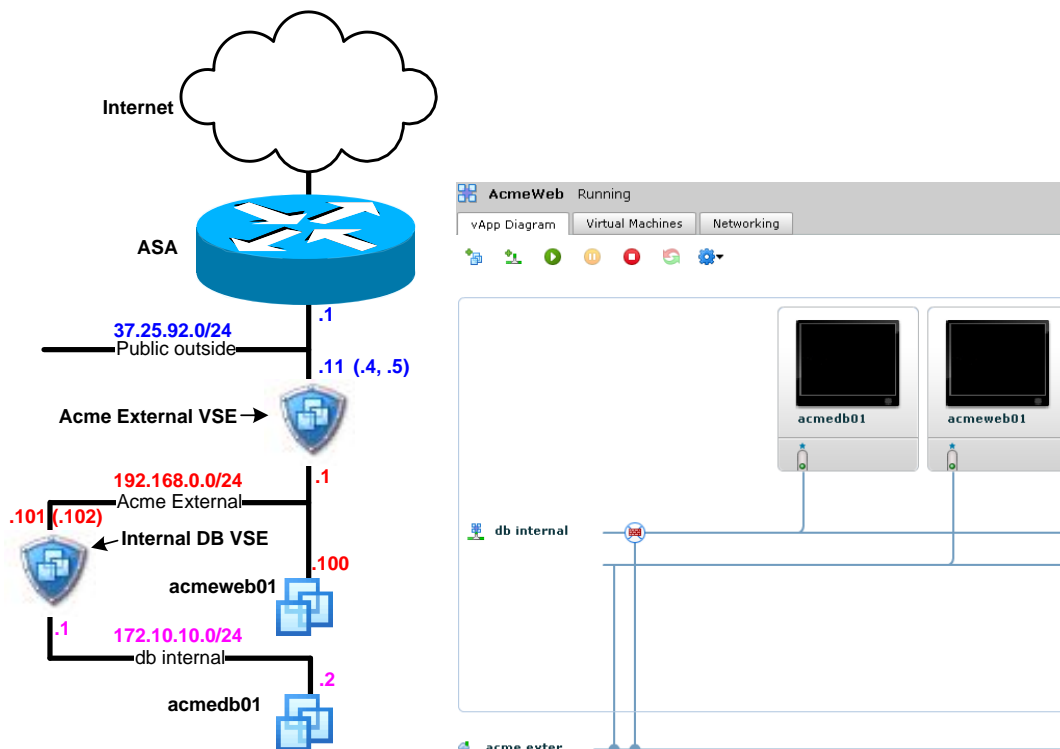 Internet
ASA
.1
37.25.92.0/24
Public outside
.11 (.4, .5)
Acme External VSE
192.168.0.0/24
.1
Acme External
.101 (.102)
Internal DB VSE
.100
acmeweb01
.1
172.10.10.0/24
db internal
.2
acmedb01
AcmeWeb Running
vApp Diagram Virtual Machines Networking
acmedb01 acmeweb01
db internal
acme exter